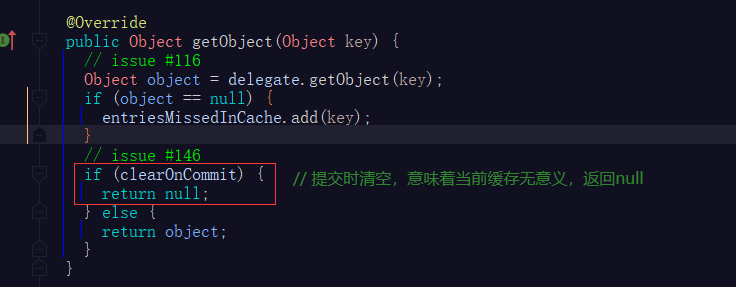 @Override
public Object getObject(Object key) {
// issue #116
Object object = delegate.getObject(key);
if (object == null) {
entriesMissedInCache.add(key);
}
// issue #146
if (clearOnCommit) { // 提交时清空，意味着当前缓存无意义，返回null
return null;
} else {
return object;
}
}